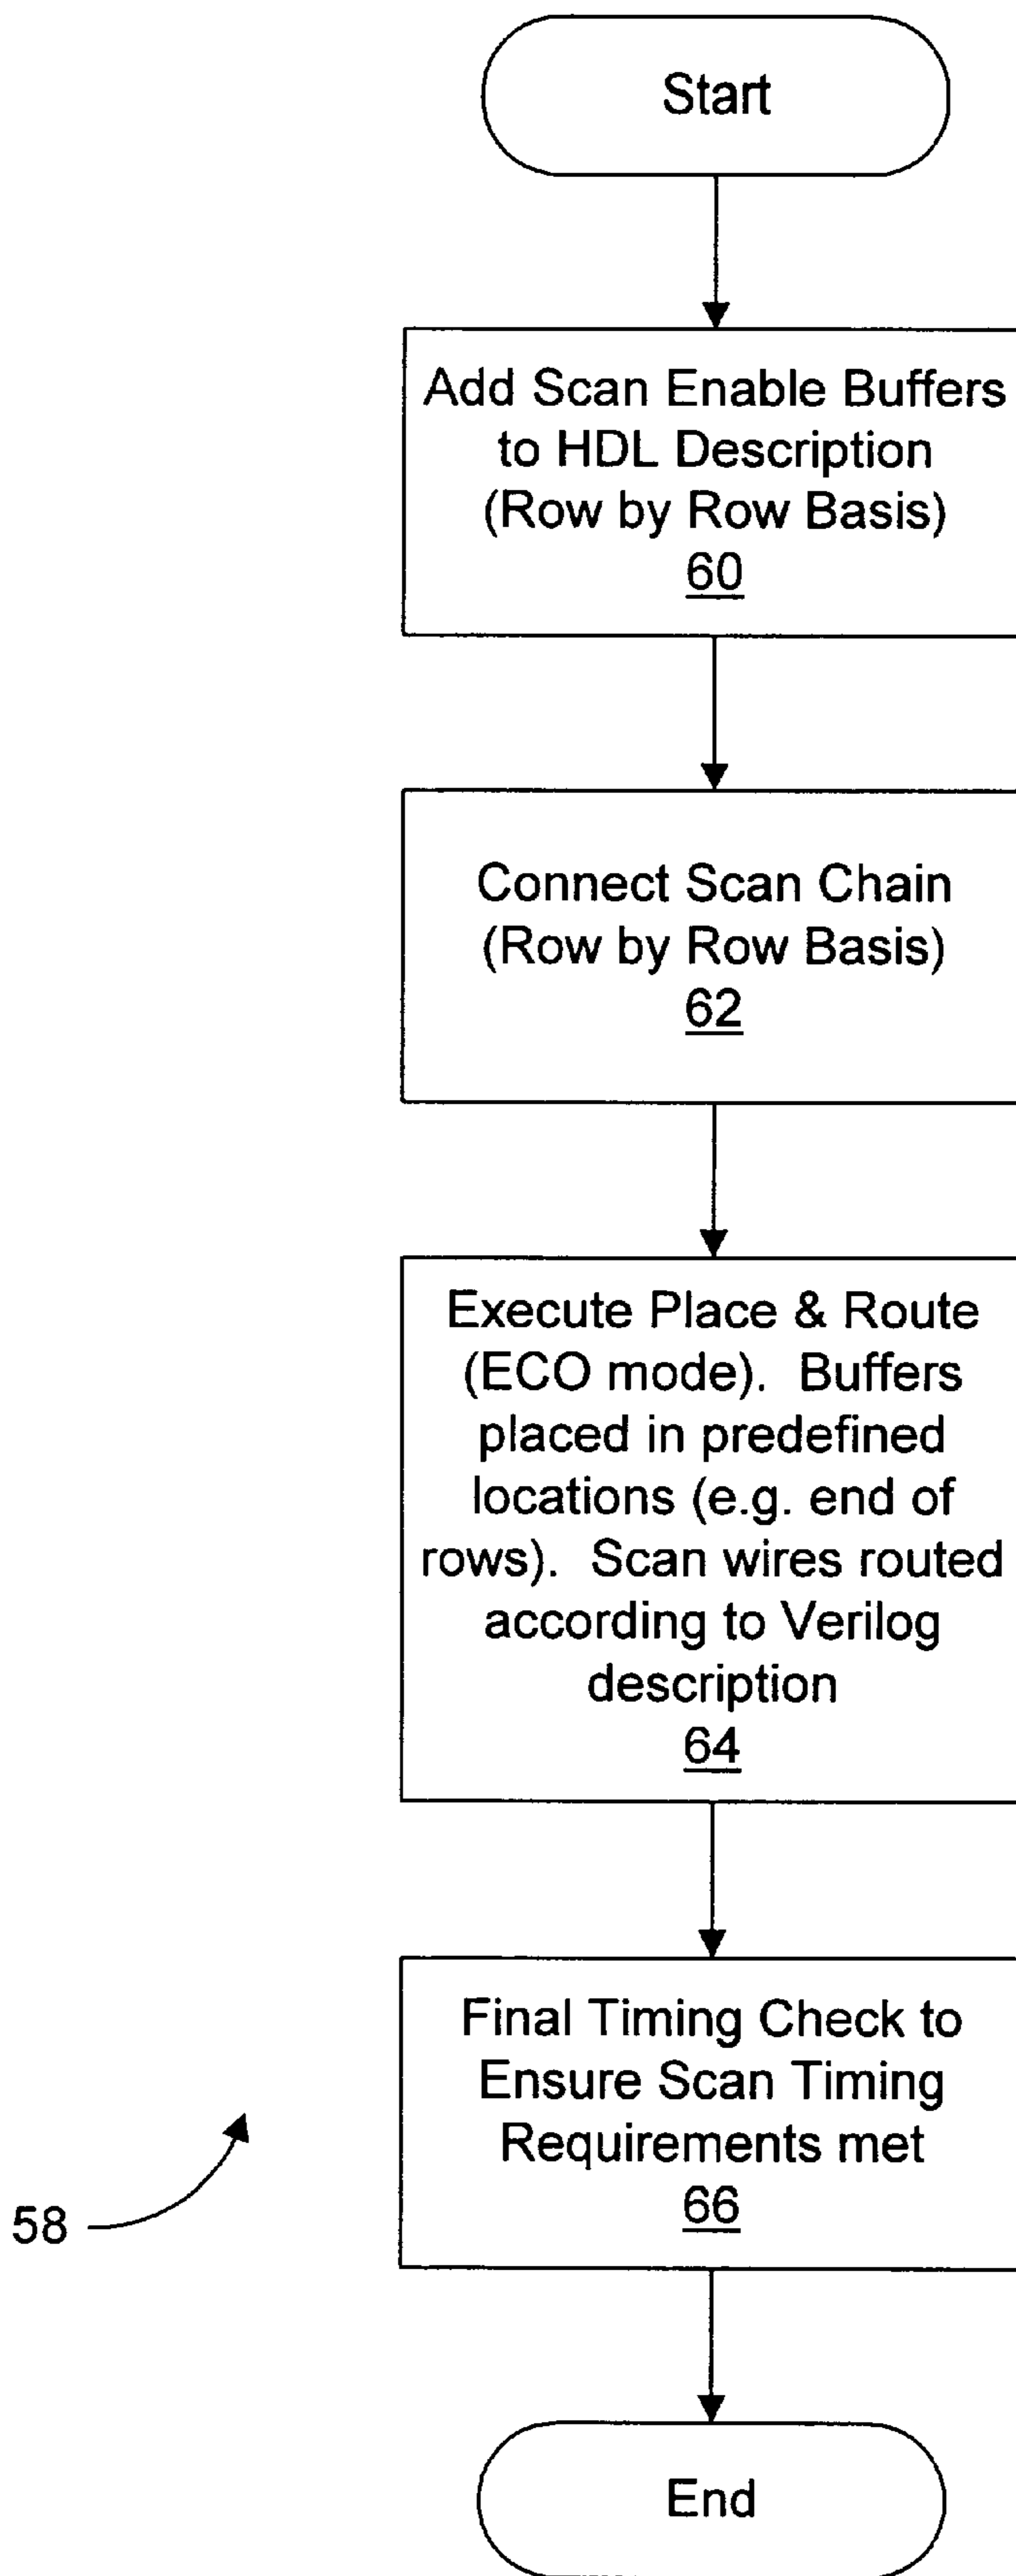 Start
Add Scan Enable Buffers
to HDL Description
(Row by Row Basis)
60
Connect Scan Chain
(Row by Row Basis)
62
Execute Place & Route
(ECO mode).  Buffers
placed in predefined
locations (e.g. end of
rows).  Scan wires routed
according to Verilog
description
64
Final Timing Check to
Ensure Scan Timing
Requirements met
66
58
End